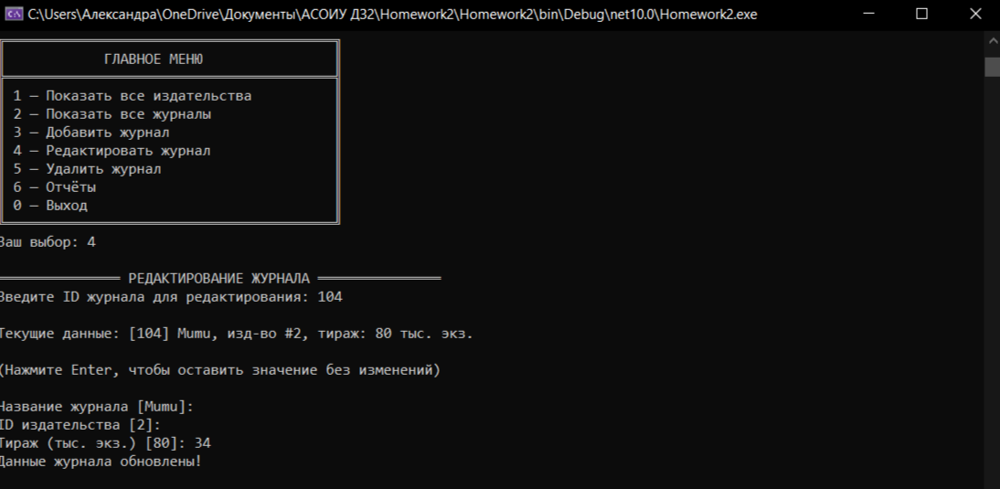 C:\Users\Александра\OneDrive\Документы\АСОИУ ДЗ2\Homework2\Homework2\bin\Debug\net10.0\Homework2.exe
ГЛАВНОЕ МЕНЮ
1 — Показать все издательства
2 — Показать все журналы
3 — Добавить журнал
4 — Редактировать журнал
5 — Удалить журнал
6 — Отчёты
0 — Выход
Ваш выбор: 4
РЕДАКТИРОВАНИЕ ЖУРНАЛА
Введите ID журнала для редактирования: 104
Текущие данные: [104] Mumu, изд-во #2, тираж: 80 тыс. экз.
(Нажмите Enter, чтобы оставить значение без изменений)
Название журнала [Mumu]:
ID издательства [2]:
Тираж (тыс. экз.) [80]: 34
Данные журнала обновлены!